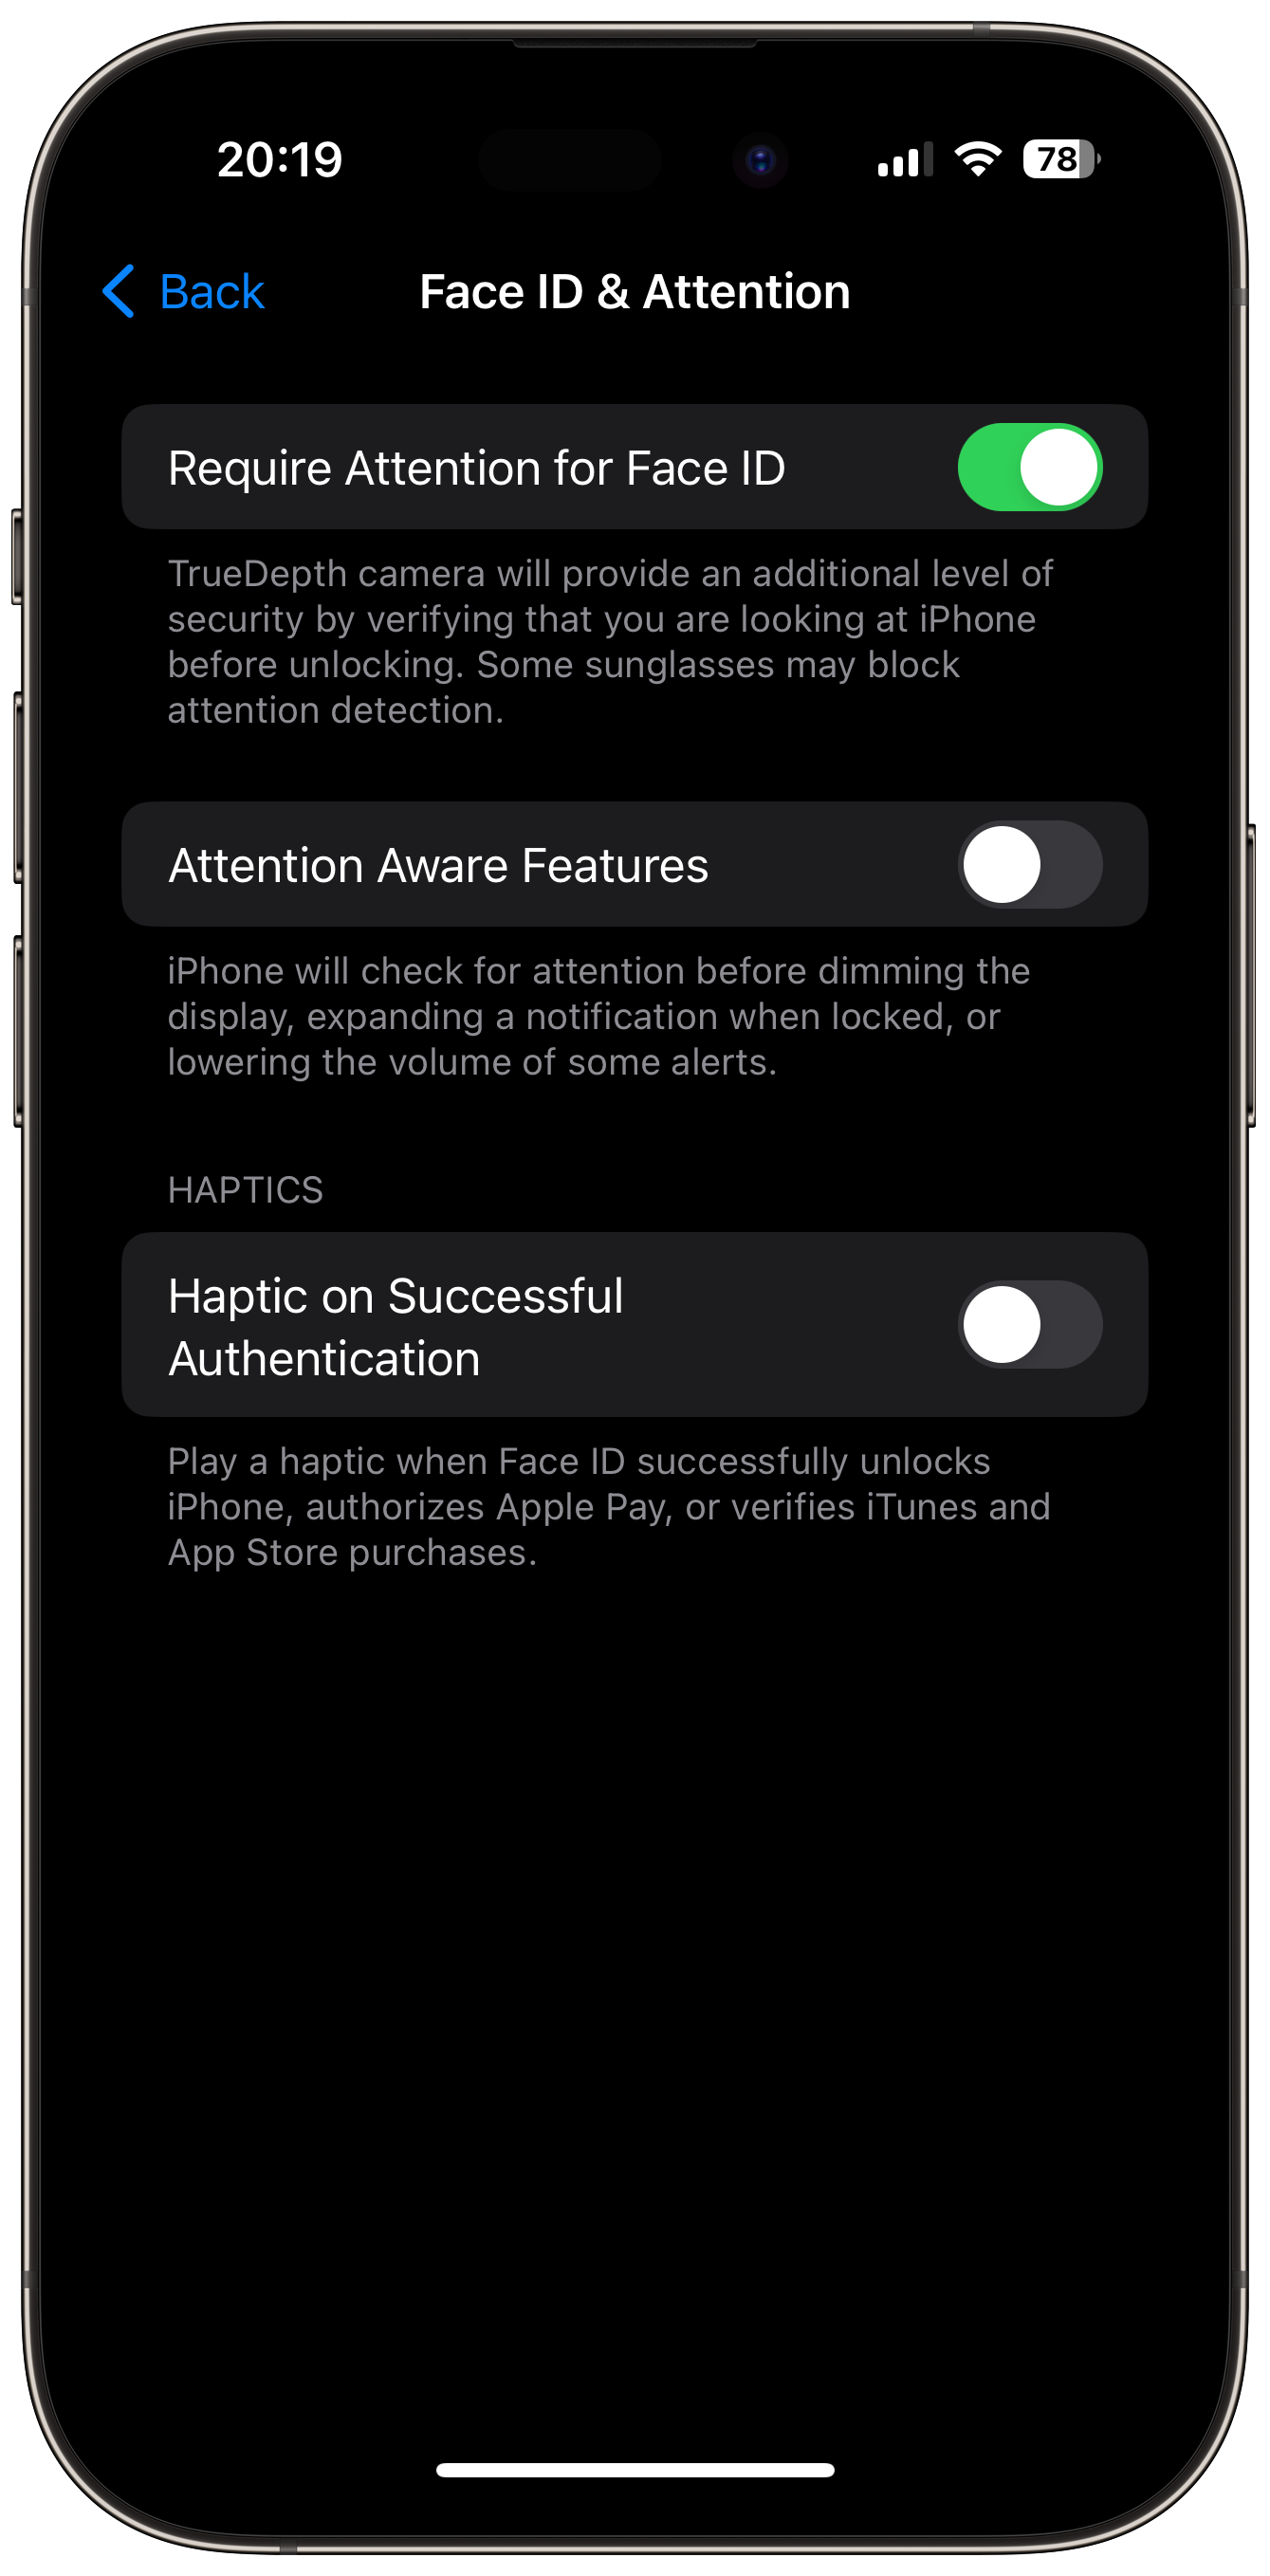 20:19
78
Back
Face ID & Attention
Require Attention for Face ID
TrueDepth camera will provide an additional level of
security by verifying that you are looking at iPhone
before unlocking. Some sunglasses may block
attention detection.
Attention Aware Features
iPhone will check for attention before dimming the
display, expanding a notification when locked, or
lowering the volume of some alerts.
HAPTICS
Haptic on Successful
Authentication
Play a haptic when Face ID successfully unlocks
iPhone, authorizes Apple Pay, or verifies iTunes and
App Store purchases.